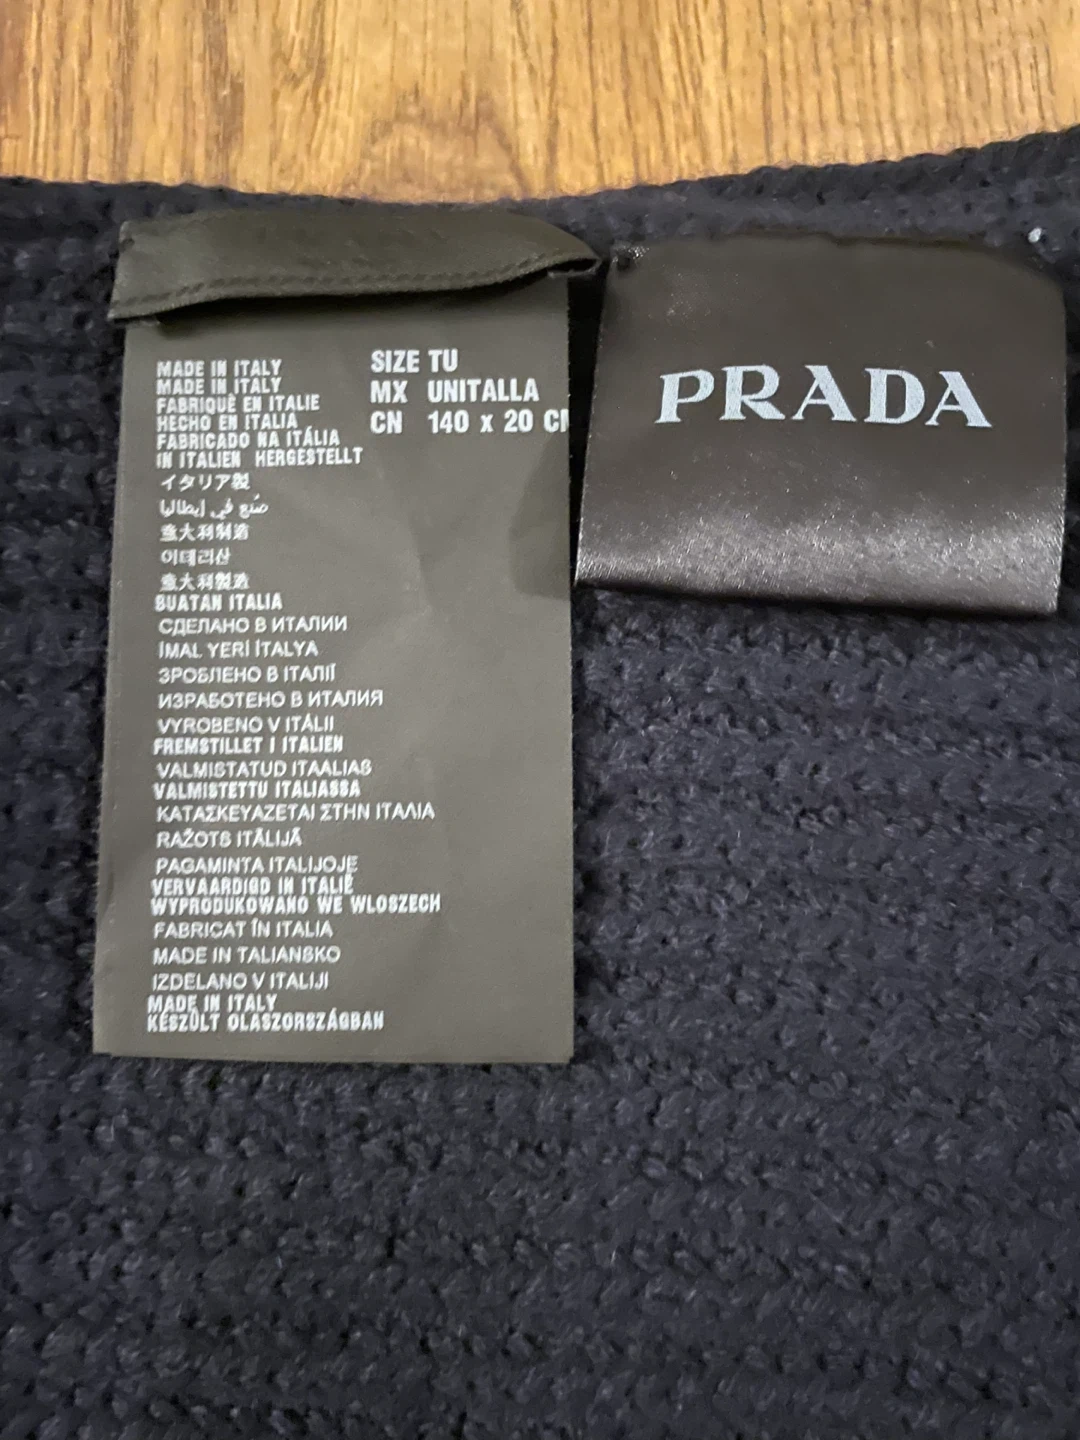 MADE IN ITALY
MADE IN ITALY
FABRIQUÊ EN ITALIE
HECHO EN ITALIA
FABRICADO NA ITÁLIA
IN ITALIEN HERGESTELLT
イタリア製
صُنع في إيطاليا
意大利制造
이태리산
意大利製造
BUATAN ITALIA
СДЕЛАНО В ИТАЛИИ
İMAL YERİ İTALYA
ЗРОБЛЕНО В ІТАЛІЇ
ИЗРАБОТЕНО В ИТАЛИЯ
VYROBENO V ITÁLII
FREMSTILLET I ITALIEN
VALMISTATUD ITAALIAS
VALMISTETTU ITALIASSA
ΚΑΤΑΣΚΕΥΑΖΕΤΑΙ ΣΤΗΝ ΙΤΑΛΙΑ
RAŽOTS ITĀLIJĀ
PAGAMINTA ITALIJOJE
VERVAARDIGD IN ITALIË
WYPRODUKOWANO WE WLOSZECH
FABRICAT ÎN ITALIA
MADE IN TALIANSKO
IZDELANO V ITALIJI
MADE IN ITALY
KÉSZÜLT OLASZORSZÁGBAN
SIZE TU
MX UNITALLA
CN 140 x 20 CM
PRADA